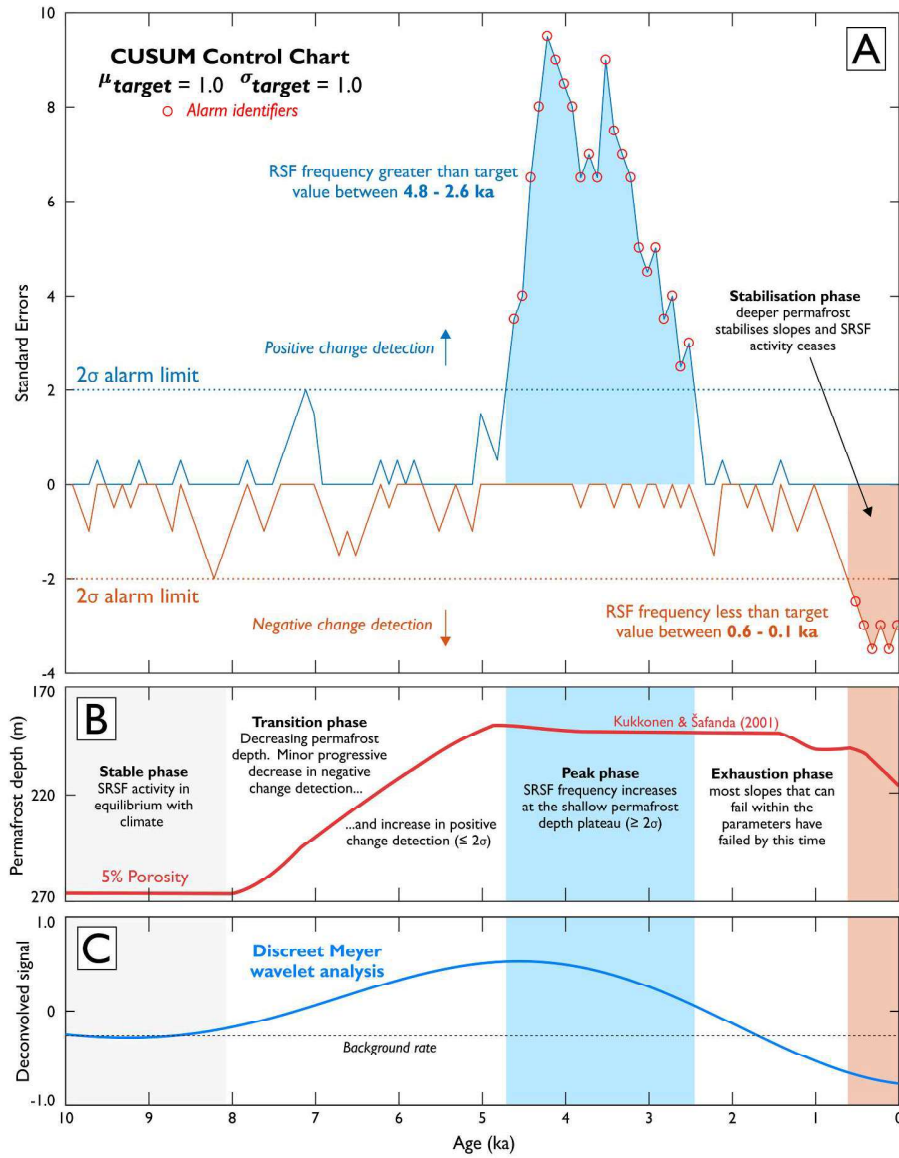 A
CUSUM Control Chart
μtarget = 1.0 σtarget = 1.0
Alarm identifiers
RSF frequency greater than target
value between 4.8 - 2.6 ka
Stabilisation phase
deeper permafrost
stabilises slopes and SRSF
activity ceases
Positive change detection
2σ alarm limit
2σ alarm limit
Negative change detection
RSF frequency less than target
value between 0.6 - 0.1 ka
Standard Errors
10
8
6
4
2
0
-2
-4
B
Permafrost depth (m)
170
220
270
Stable phase
SRSF activity in
equilibrium with
climate
5% Porosity
Transition phase
Decreasing permafrost
depth. Minor progressive
decrease in negative
change detection...
...and increase in positive
change detection (≤ 2σ)
Kukkonen & Šafanda (2001)
Peak phase
SRSF frequency increases
at the shallow permafrost
depth plateau (≥ 2σ)
Exhaustion phase
most slopes that can
fail within the
parameters have
failed by this time
C
Deconvolved signal
1.0
0
-1.0
Discreet Meyer
wavelet analysis
Background rate
10 9 8 7 6 5 4 3 2 1 0
Age (ka)